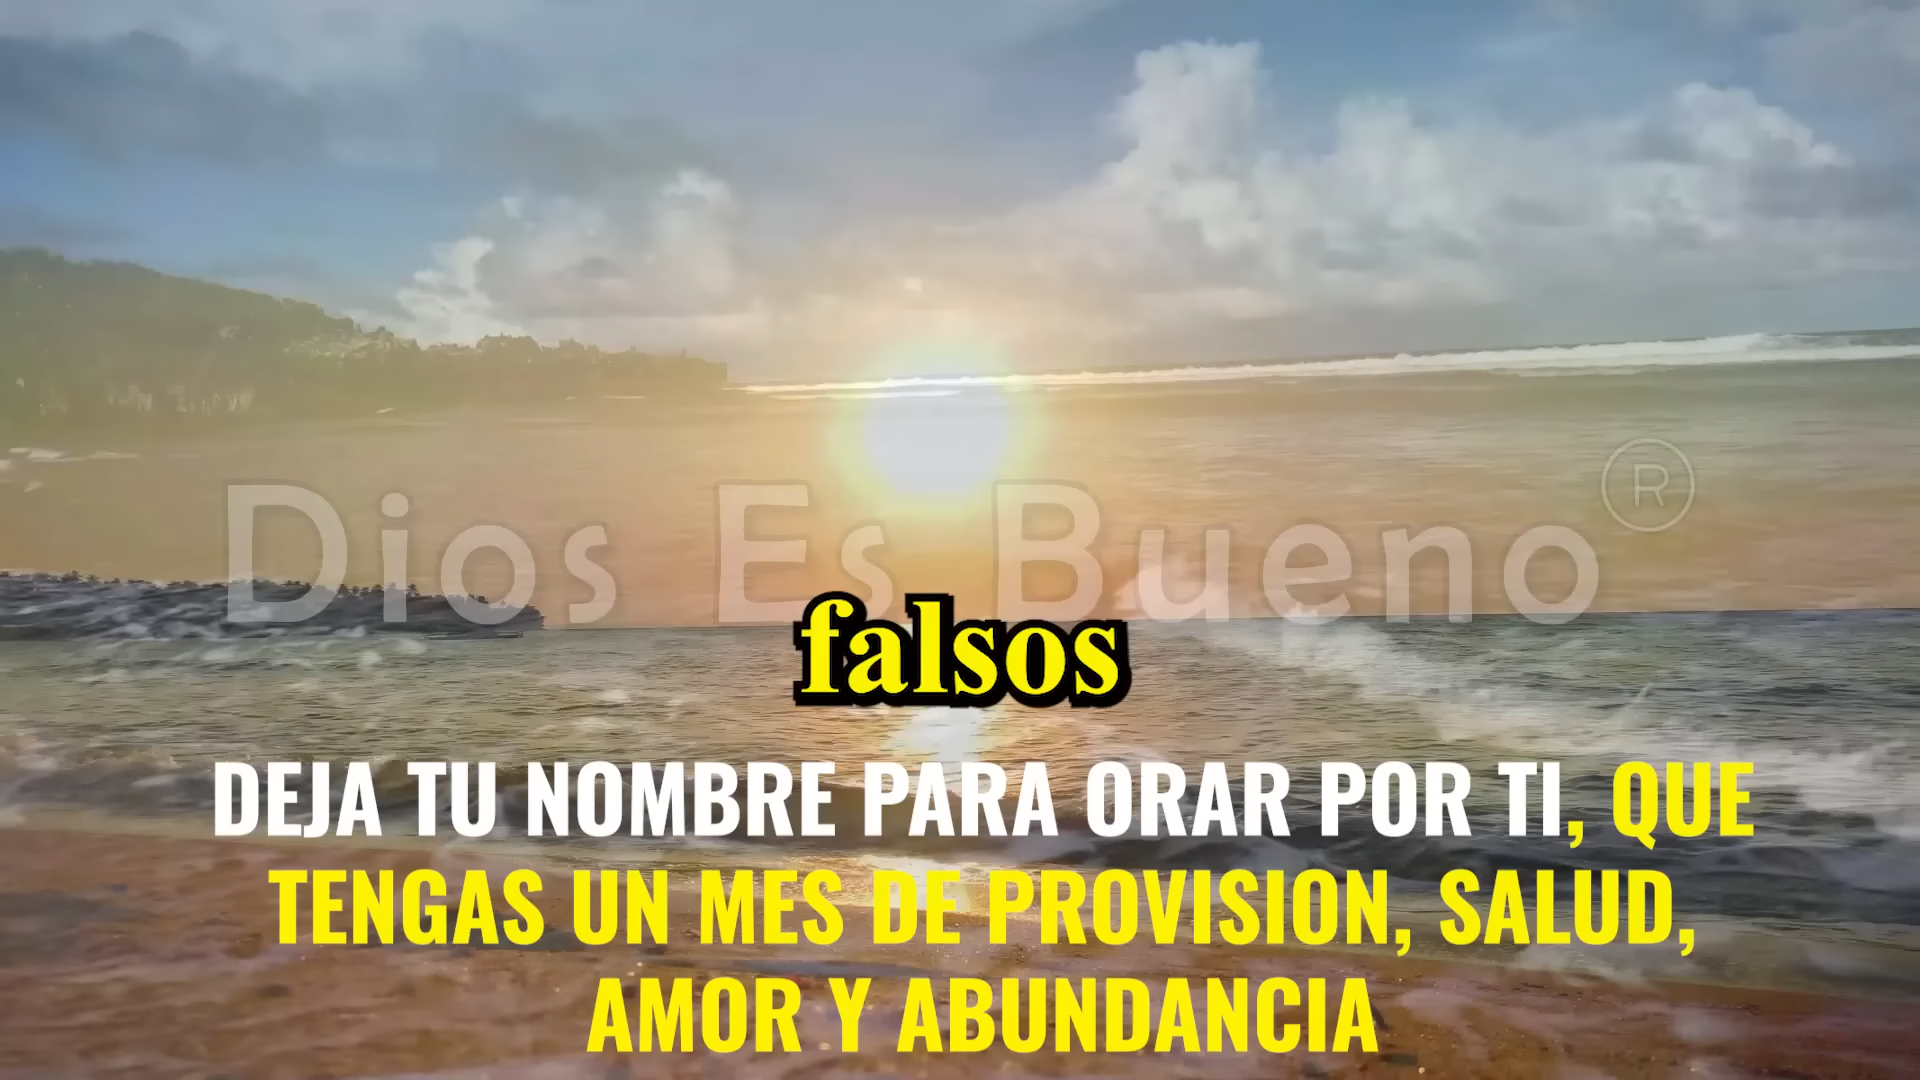 Dios Es Bueno ®
falsos
DEJA TU NOMBRE PARA ORAR POR TI, QUE
TENGAS UN MES DE PROVISION, SALUD,
AMOR Y ABUNDANCIA